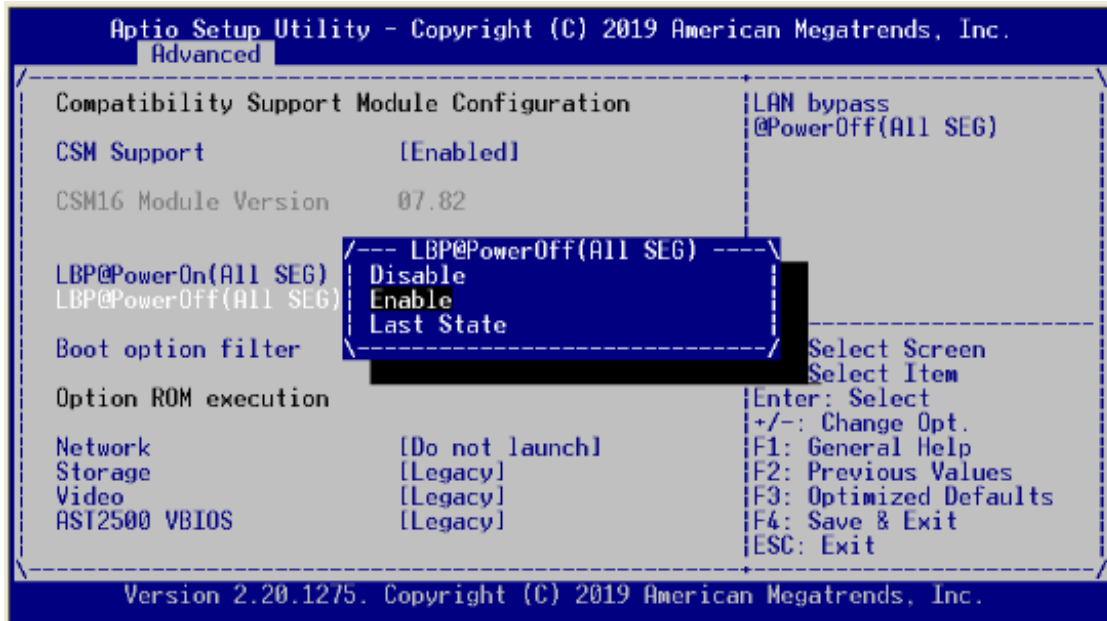 Aptio Setup Utility - Copyright (C) 2019 American Megatrends, Inc.
Advanced
Compatibility Support Module Configuration
CSM Support [Enabled]
CSM16 Module Version 07.82
LBP@PowerOn(All SEG)
LBP@PowerOff(All SEG)
Boot option filter
Option ROM execution
Network [Do not launch]
Storage [Legacy]
Video [Legacy]
AST2500 VBIOS [Legacy]
LBP@PowerOff(All SEG)
Disable
Enable
Last State
LAN bypass
@PowerOff(All SEG)
Select Screen
Select Item
Enter: Select
+/-: Change Opt.
F1: General Help
F2: Previous Values
F3: Optimized Defaults
F4: Save & Exit
ESC: Exit
Version 2.20.1275. Copyright (C) 2019 American Megatrends, Inc.